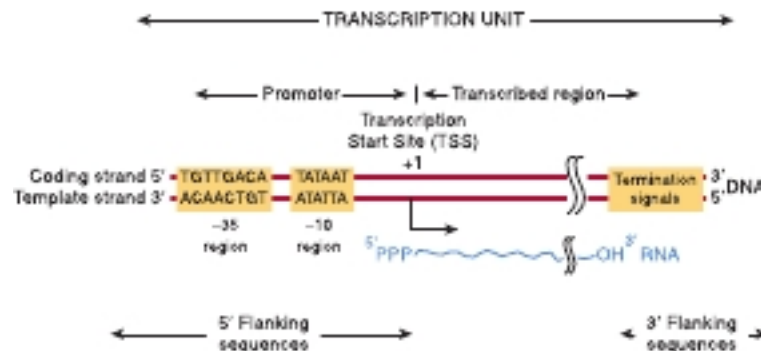 TRANSCRIPTION UNIT
Promoter
Transcribed region
Transcription
Start Site (TSS)
+1
Coding strand 5' TGTTGACA TATAAT 3'
Template strand 3' ACAACTGT ATATTA 5'
Termination
signals
DNA
–35
region
–10
region
5' PPP OH 3' RNA
5' Flanking
sequences
3' Flanking
sequences